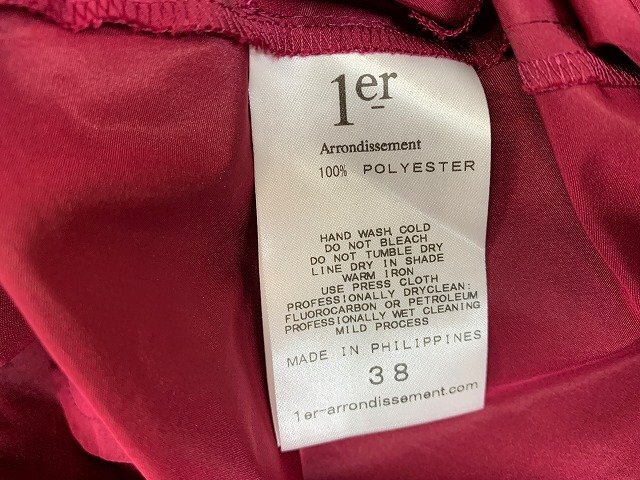 1er
Arrondissement
100% POLYESTER
HAND WASH COLD
DO NOT BLEACH
DO NOT TUMBLE DRY
LINE DRY IN SHADE
WARM IRON
USE PRESS CLOTH
PROFESSIONALLY DRYCLEAN:
FLUOROCARBON OR PETROLEUM
PROFESSIONALLY WET CLEANING
MILD PROCESS
MADE IN PHILIPPINES
38
1er-arrondissement.com